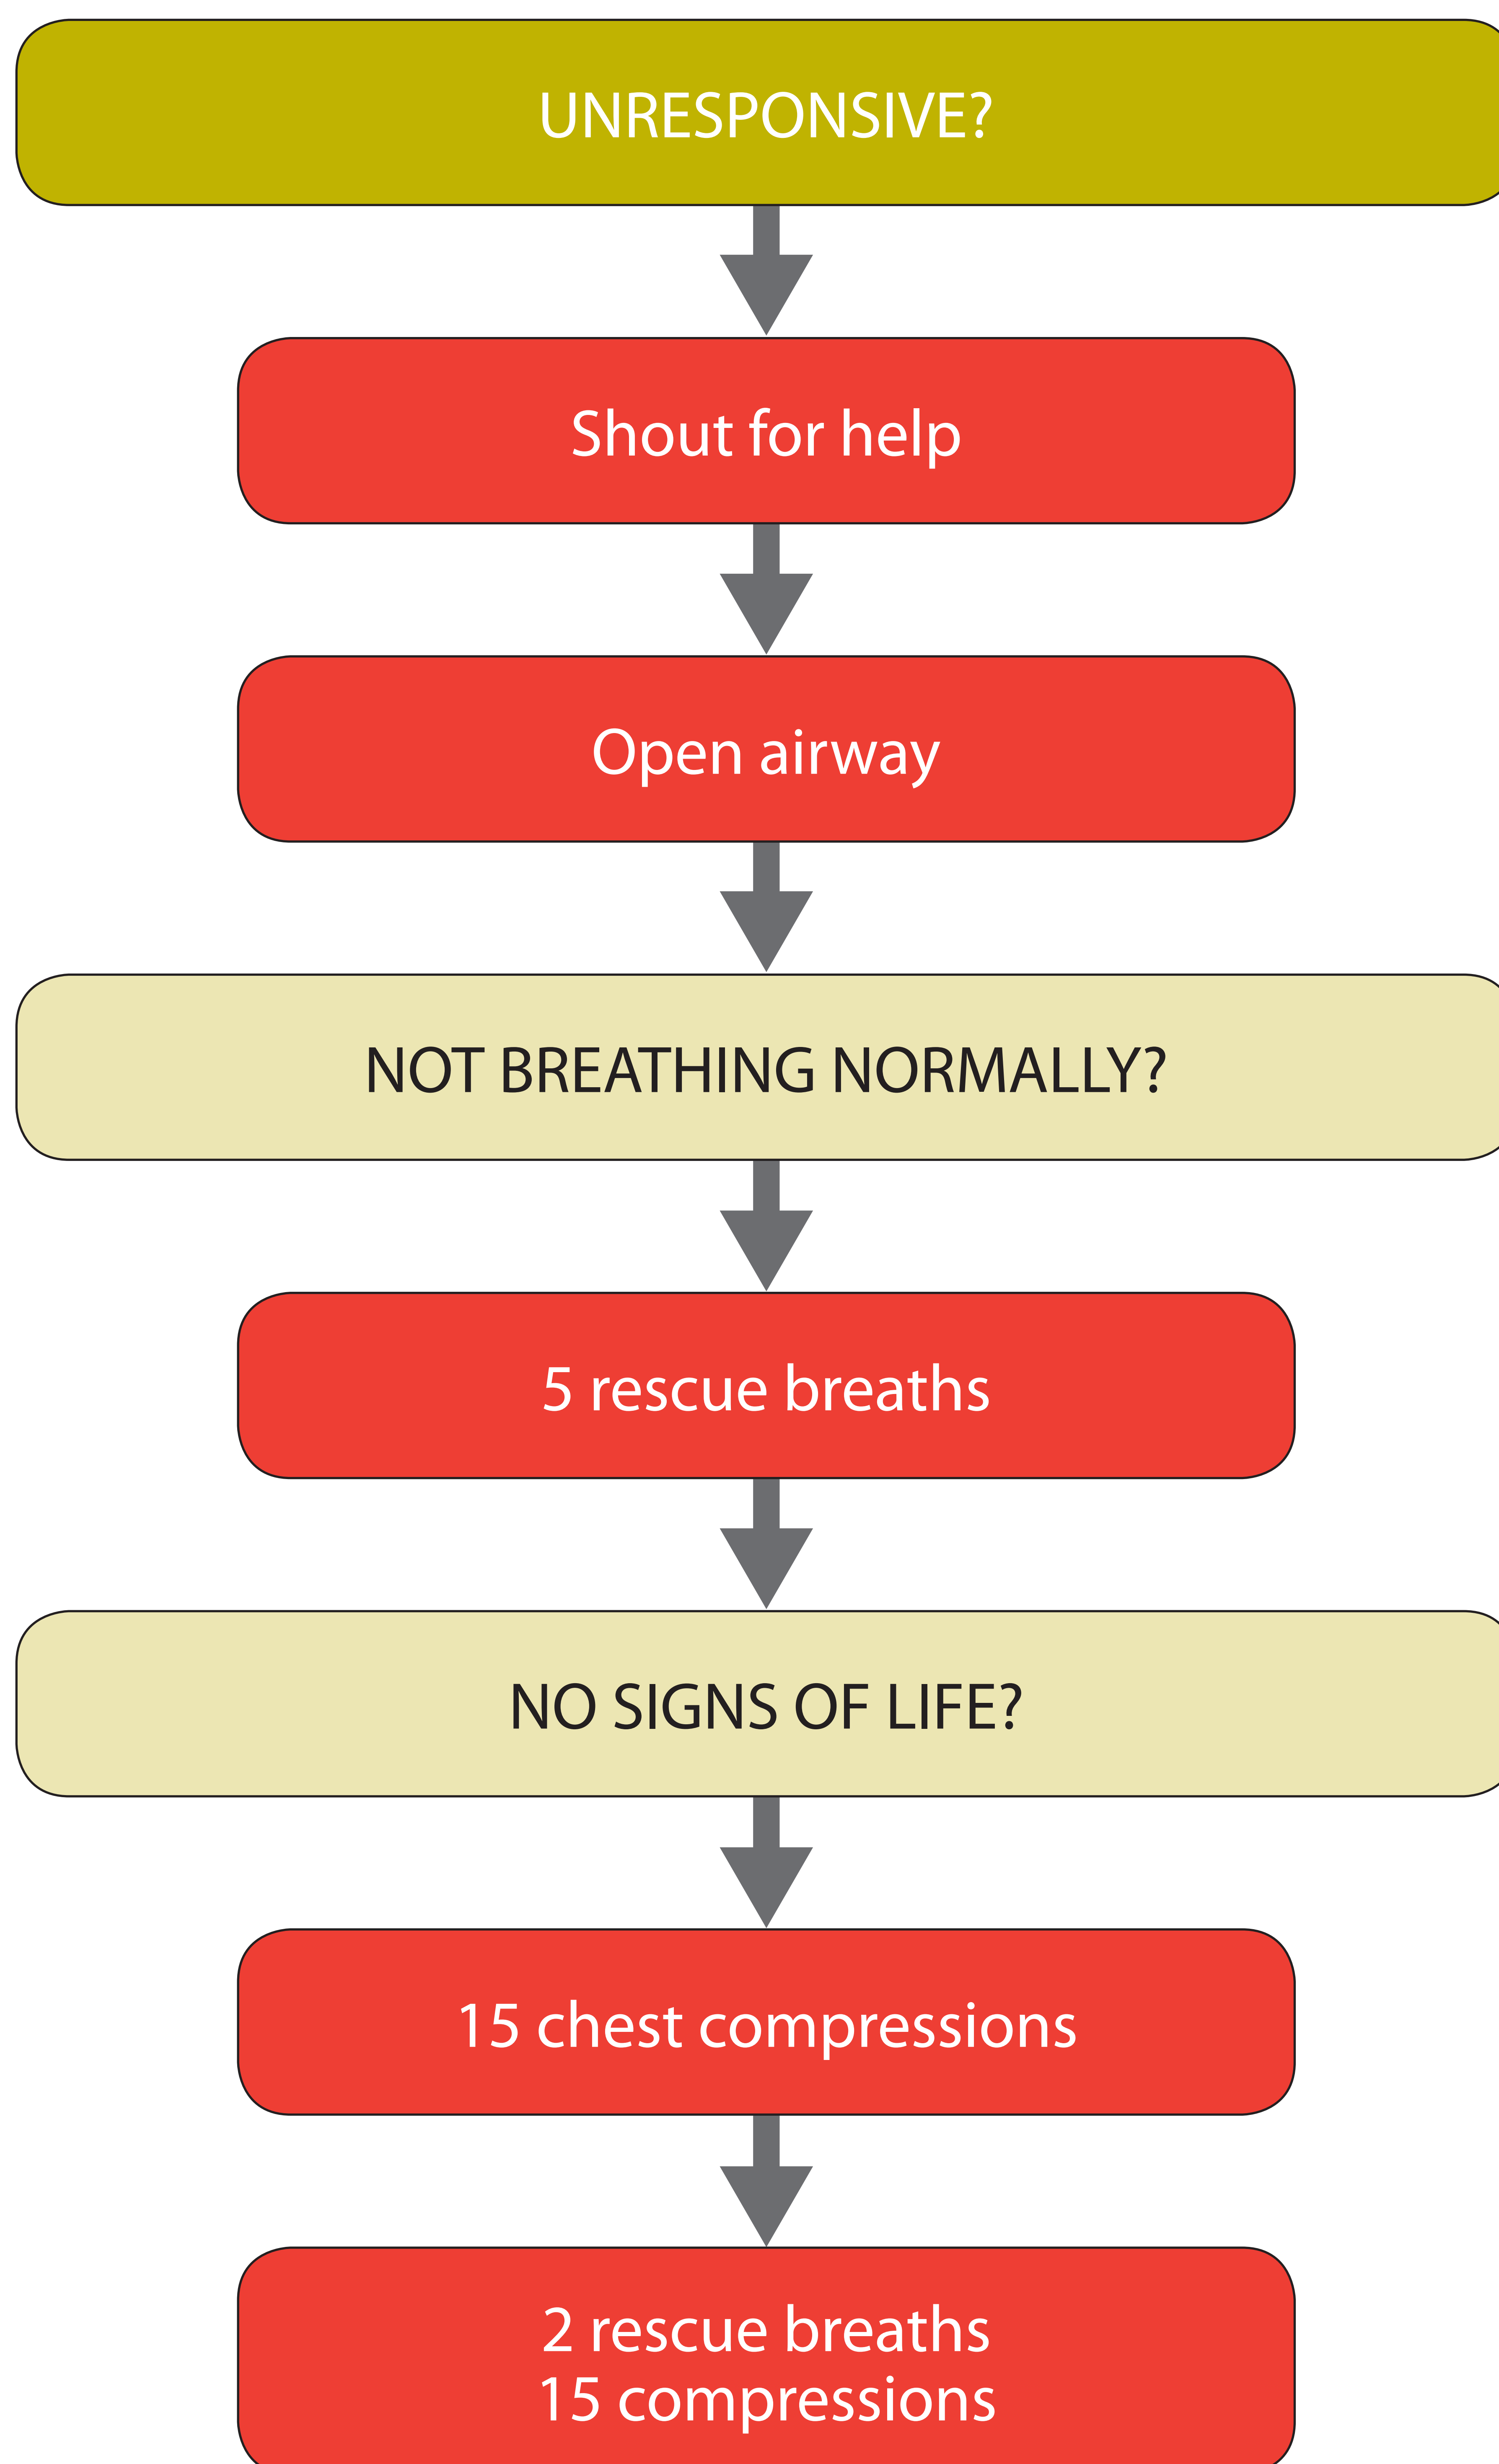 UNRESPONSIVE?
Shout for help
Open airway
NOT BREATHING NORMALLY?
5 rescue breaths
NO SIGNS OF LIFE?
15 chest compressions
2 rescue breaths
15 compressions